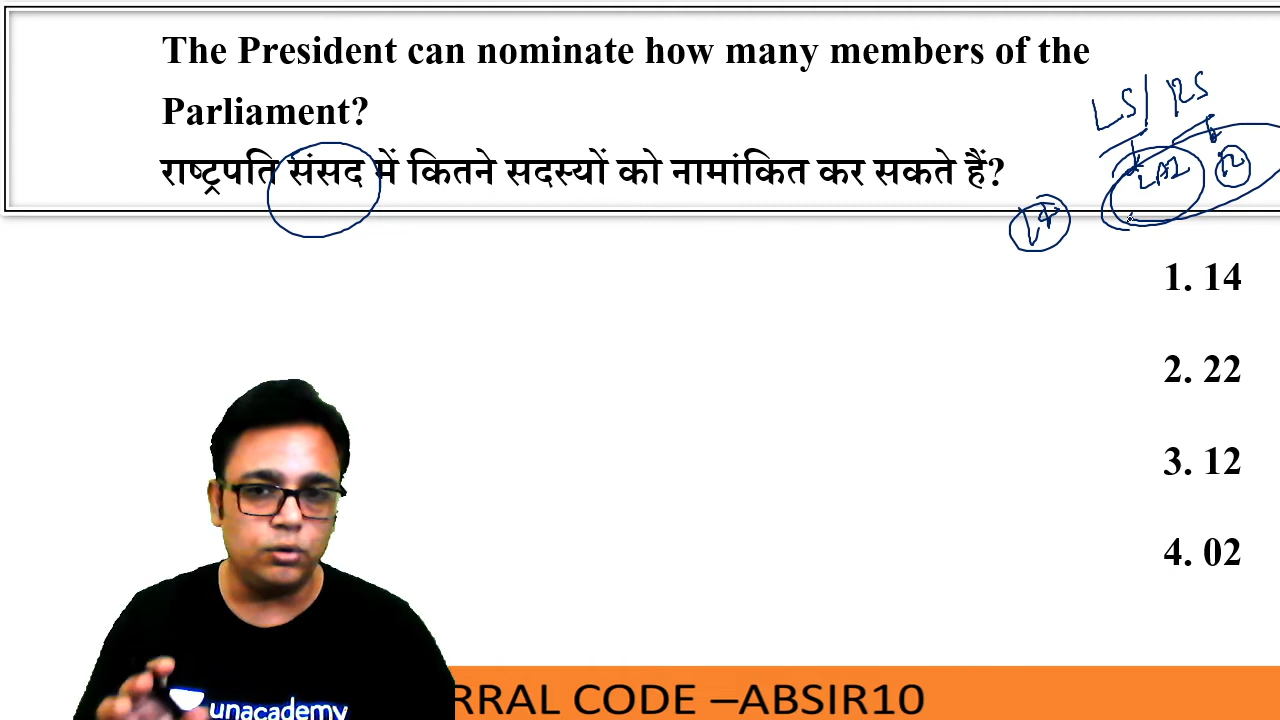 The President can nominate how many members of the
Parliament?
राष्ट्रपति संसद में कितने सदस्यों को नामांकित कर सकते हैं?
LS/ RS
12
14
1. 14
2. 22
3. 12
4. 02
unacademy
RRAL CODE –ABSIR10